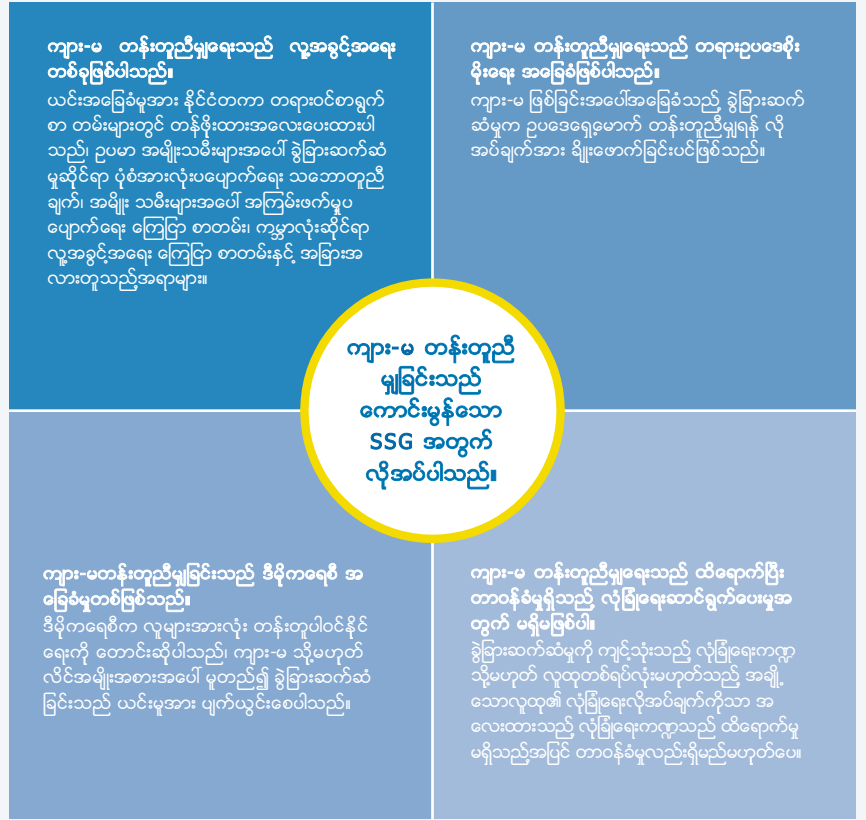 ကျား-မ တန်းတူညီမျှရေးသည် လူ့အခွင့်အရေး
တစ်ခုဖြစ်ပါသည်။
ယင်းအခြေခံမူအား နိုင်ငံတကာ တရားဝင်စာရွက်
စာ တမ်းများတွင် တန်ဖိုးထားအလေးပေးထားပါ
သည်၊ ဥပမာ အမျိုးသမီးများအပေါ် ခွဲခြားဆက်ဆံ
မှုဆိုင်ရာ ပုံစံအားလုံးပပျောက်ရေး သဘောတူညီ
ချက်၊ အမျိုး သမီးများအပေါ် အကြမ်းဖက်မှုပ
ပျောက်ရေး ကြေငြာ စာတမ်း၊ ကမ္ဘာလုံးဆိုင်ရာ
လူ့အခွင့်အရေး ကြေငြာ စာတမ်းနှင့် အခြားအ
လားတူသည့်အရာများ။
ကျား-မ တန်းတူညီမျှရေးသည် တရားဥပဒေစိုး
မိုးရေး အခြေခံဖြစ်ပါသည်။
ကျား-မ ဖြစ်ခြင်းအပေါ်အခြေခံသည့် ခွဲခြားဆက်
ဆံမှုက ဥပဒေရှေ့မောက် တန်းတူညီမျှရန် လို
အပ်ချက်အား ချိုးဖောက်ခြင်းပင်ဖြစ်သည်။
ကျား-မ တန်းတူညီ
မျှခြင်းသည်
ကောင်းမွန်သော
SSG အတွက်
လိုအပ်ပါသည်။
ကျား-မတန်းတူညီမျှခြင်းသည် ဒီမိုကရေစီ အ
ခြေခံမူတစ်ဖြစ်သည်။
ဒီမိုကရေစီက လူများအားလုံး တန်းတူပါဝင်နိုင်
ရေးကို တောင်းဆိုပါသည်၊ ကျား-မ သို့မဟုတ်
လိင်အမျိုးအစားအပေါ် မူတည်၍ ခွဲခြားဆက်ဆံ
ခြင်းသည် ယင်းမူအား ပျက်ယွင်းစေပါသည်။
ကျား-မ တန်းတူညီမျှရေးသည် ထိရောက်ပြီး
တာဝန်ခံမှုရှိသည့် လုံခြုံရေးဆောင်ရွက်ပေးမှုအ
တွက် မရှိမဖြစ်ပါ။
ခွဲခြားဆက်ဆံမှုကို ကျင့်သုံးသည့် လုံခြုံရေးကဏ္ဍ
သို့မဟုတ် လူထုတစ်ရပ်လုံးမဟုတ်သည့် အချို့
သောလူထု၏ လုံခြုံရေးလိုအပ်ချက်ကိုသာ အ
လေးထားသည့် လုံခြုံရေးကဏ္ဍသည် ထိရောက်မှု
မရှိသည့်အပြင် တာဝန်ခံမှုလည်းရှိမည်မဟုတ်ပေ။